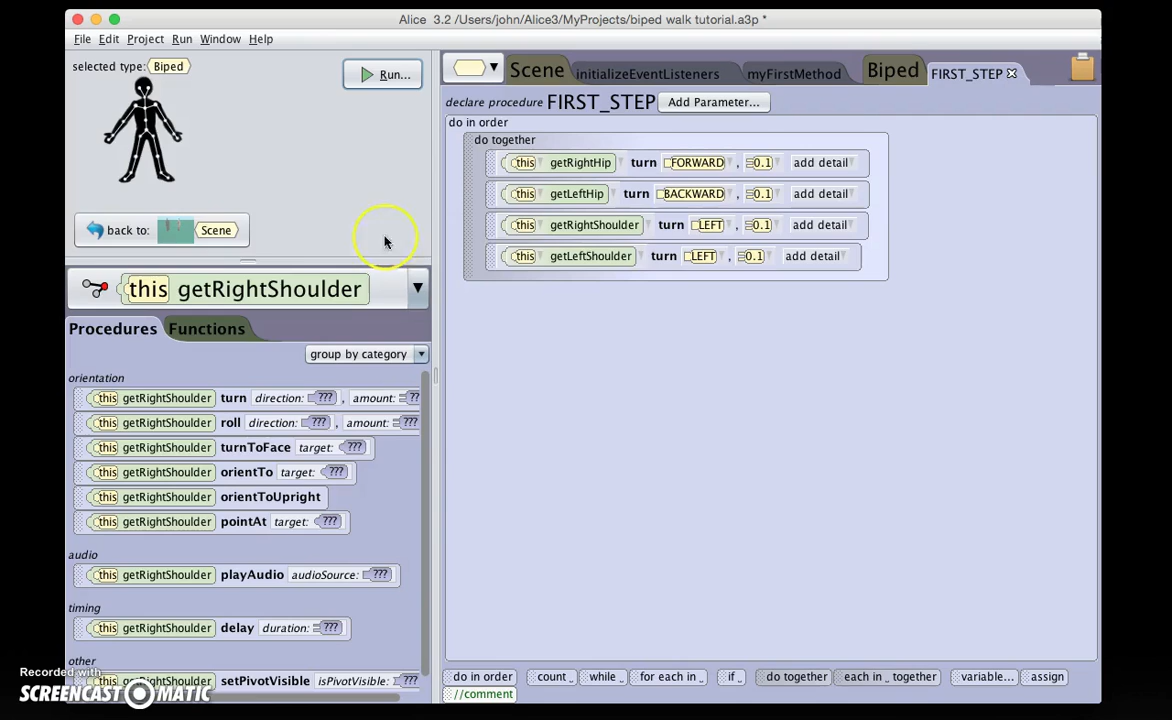 Alice 3.2 /Users/john/Alice3/MyProjects/biped walk tutorial.a3p *
File Edit Project Run Window Help
selected type: Biped
Run...
back to: Scene
this getRightShoulder
Procedures Functions
group by category
orientation
this getRightShoulder turn direction: ??? , amount: ??
this getRightShoulder roll direction: ??? , amount: ???
this getRightShoulder turnToFace target: ???
this getRightShoulder orientTo target: ???
this getRightShoulder orientToUpright
this getRightShoulder pointAt target: ???
audio
this getRightShoulder playAudio audioSource: ???
timing
this getRightShoulder delay duration: ???
other
this getRightShoulder setPivotVisible isPivotVisible: ???
Scene initializeEventListeners myFirstMethod Biped FIRST_STEP
declare procedure FIRST_STEP Add Parameter...
do in order
do together
this getRightHip turn FORWARD , 0.1 add detail
this getLeftHip turn BACKWARD , 0.1 add detail
this getRightShoulder turn LEFT , 0.1 add detail
this getLeftShoulder turn LEFT , 0.1 add detail
do in order count while for each in if do together each in together variable... assign
//comment
Recorded with
SCREENCAST MATIC